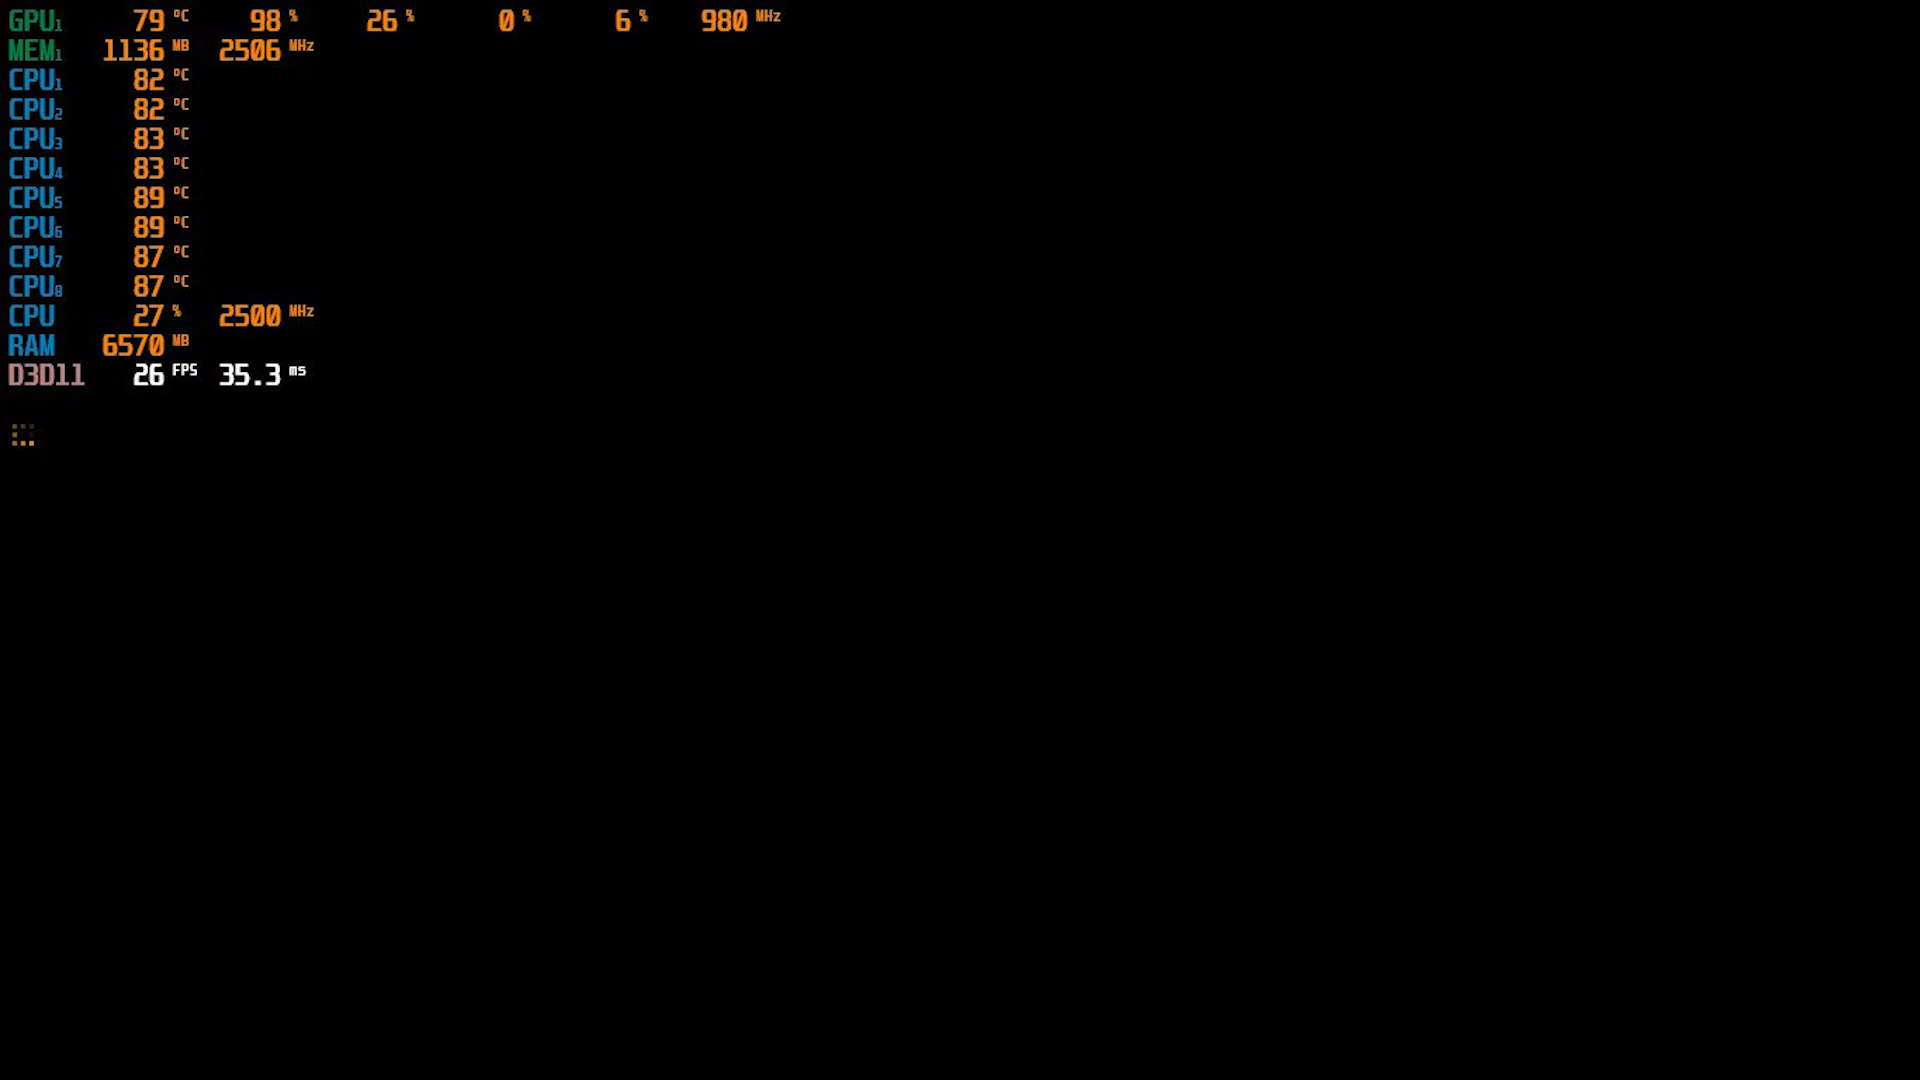 GPU1 79 °C 98 % 26 % 0 % 6 % 980 MHz
MEM1 1136 MB 2506 MHz
CPU1 82 °C
CPU2 82 °C
CPU3 83 °C
CPU4 83 °C
CPU5 89 °C
CPU6 89 °C
CPU7 87 °C
CPU8 87 °C
CPU 27 % 2500 MHz
RAM 6570 MB
D3D11 26 FPS 35.3 ms